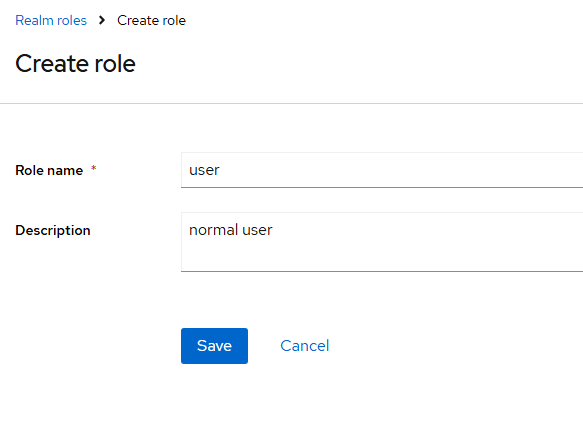 Realm roles > Create role
Create role
Role name *
user
Description
normal user
Save Cancel